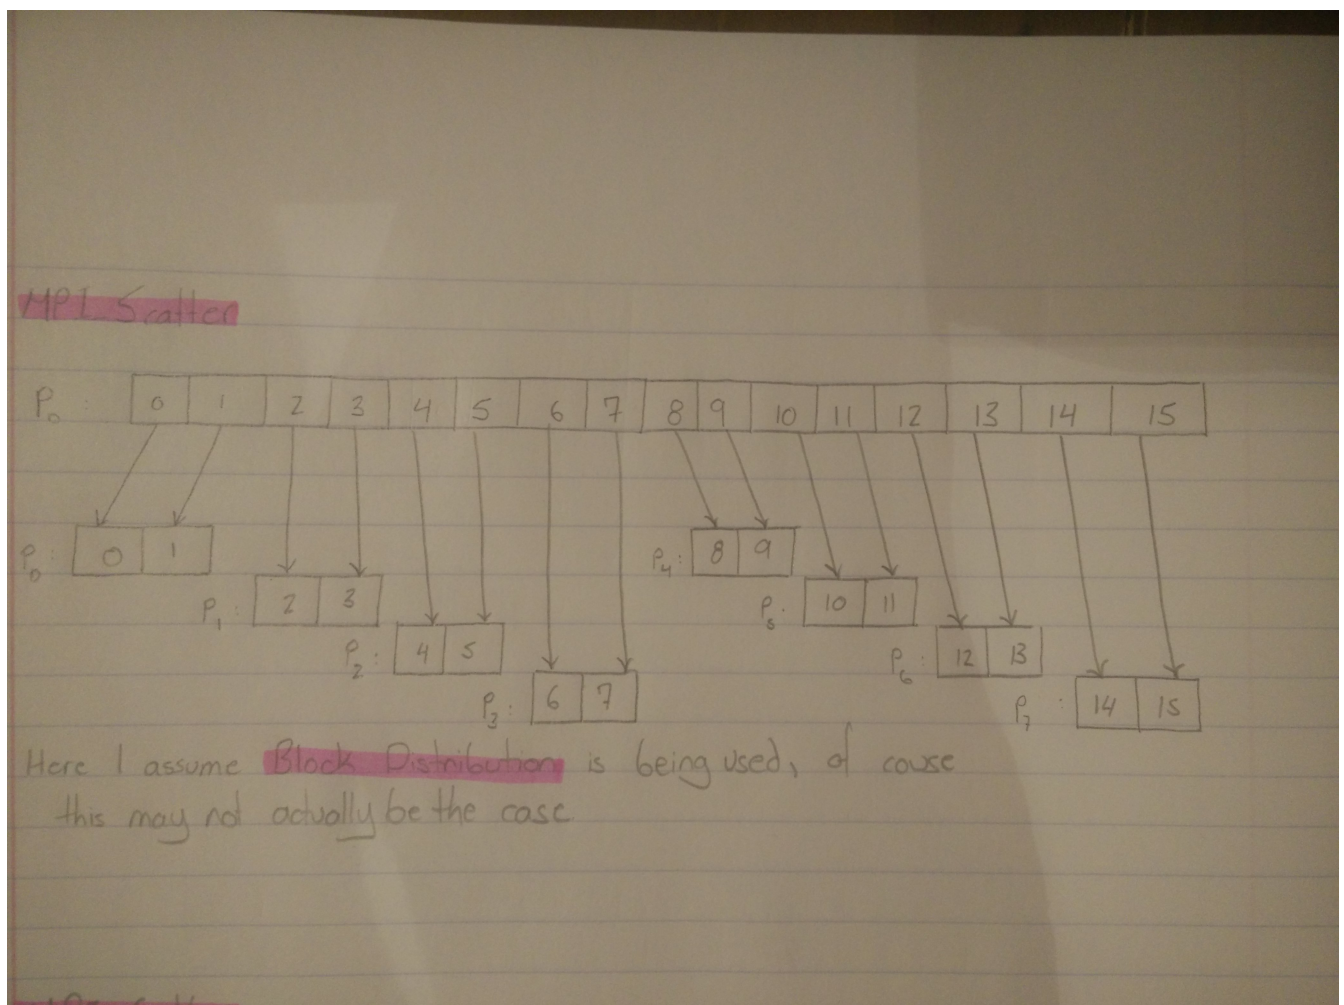 MPI Scatter
P0 : 0 1 2 3 4 5 6 7 8 9 10 11 12 13 14 15
P0 : 0 1
P4 : 8 9
P1 : 2 3
P5 : 10 11
P2 : 4 5
P6 : 12 13
P3 : 6 7
P7 : 14 15
Here I assume Block Distribution is being used, of couse
this may not actually be the case